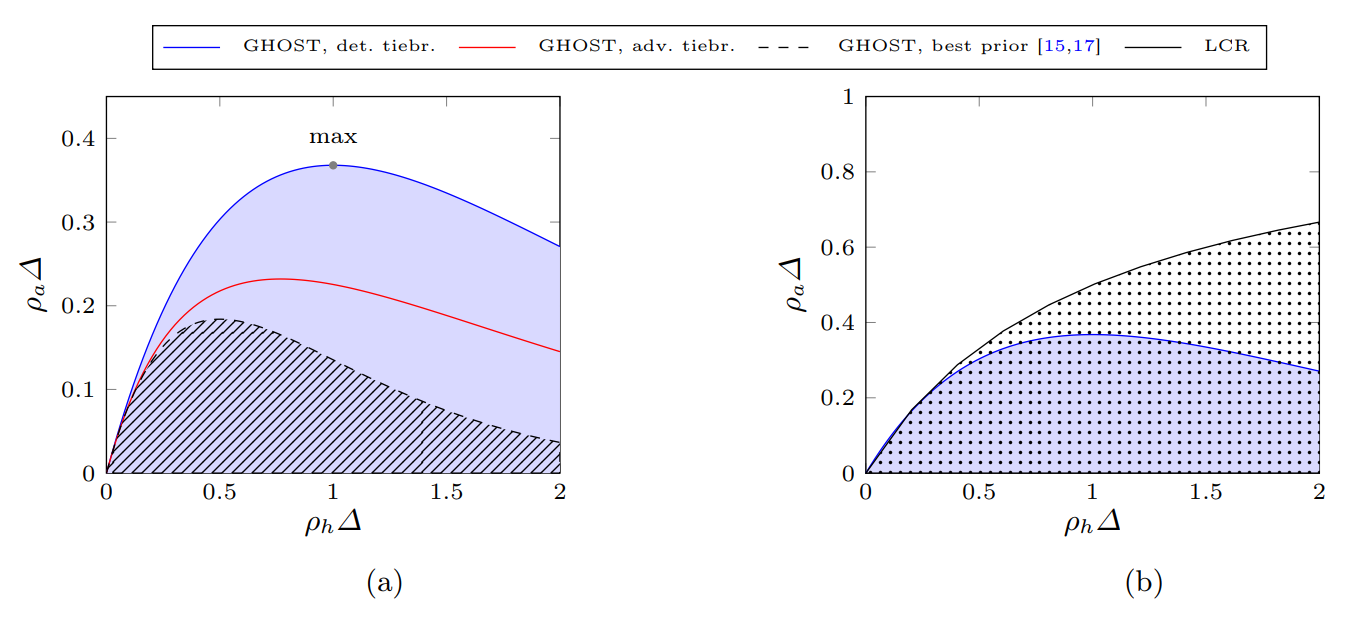 GHOST, det. tiebr. GHOST, adv. tiebr. GHOST, best prior [15,17] LCR
max
0.4
0.3
0.2
0.1
0
0 0.5 1 1.5 2
ρₐΔ
ρₕΔ
(a)
1
0.8
0.6
0.4
0.2
0
0 0.5 1 1.5 2
ρₐΔ
ρₕΔ
(b)